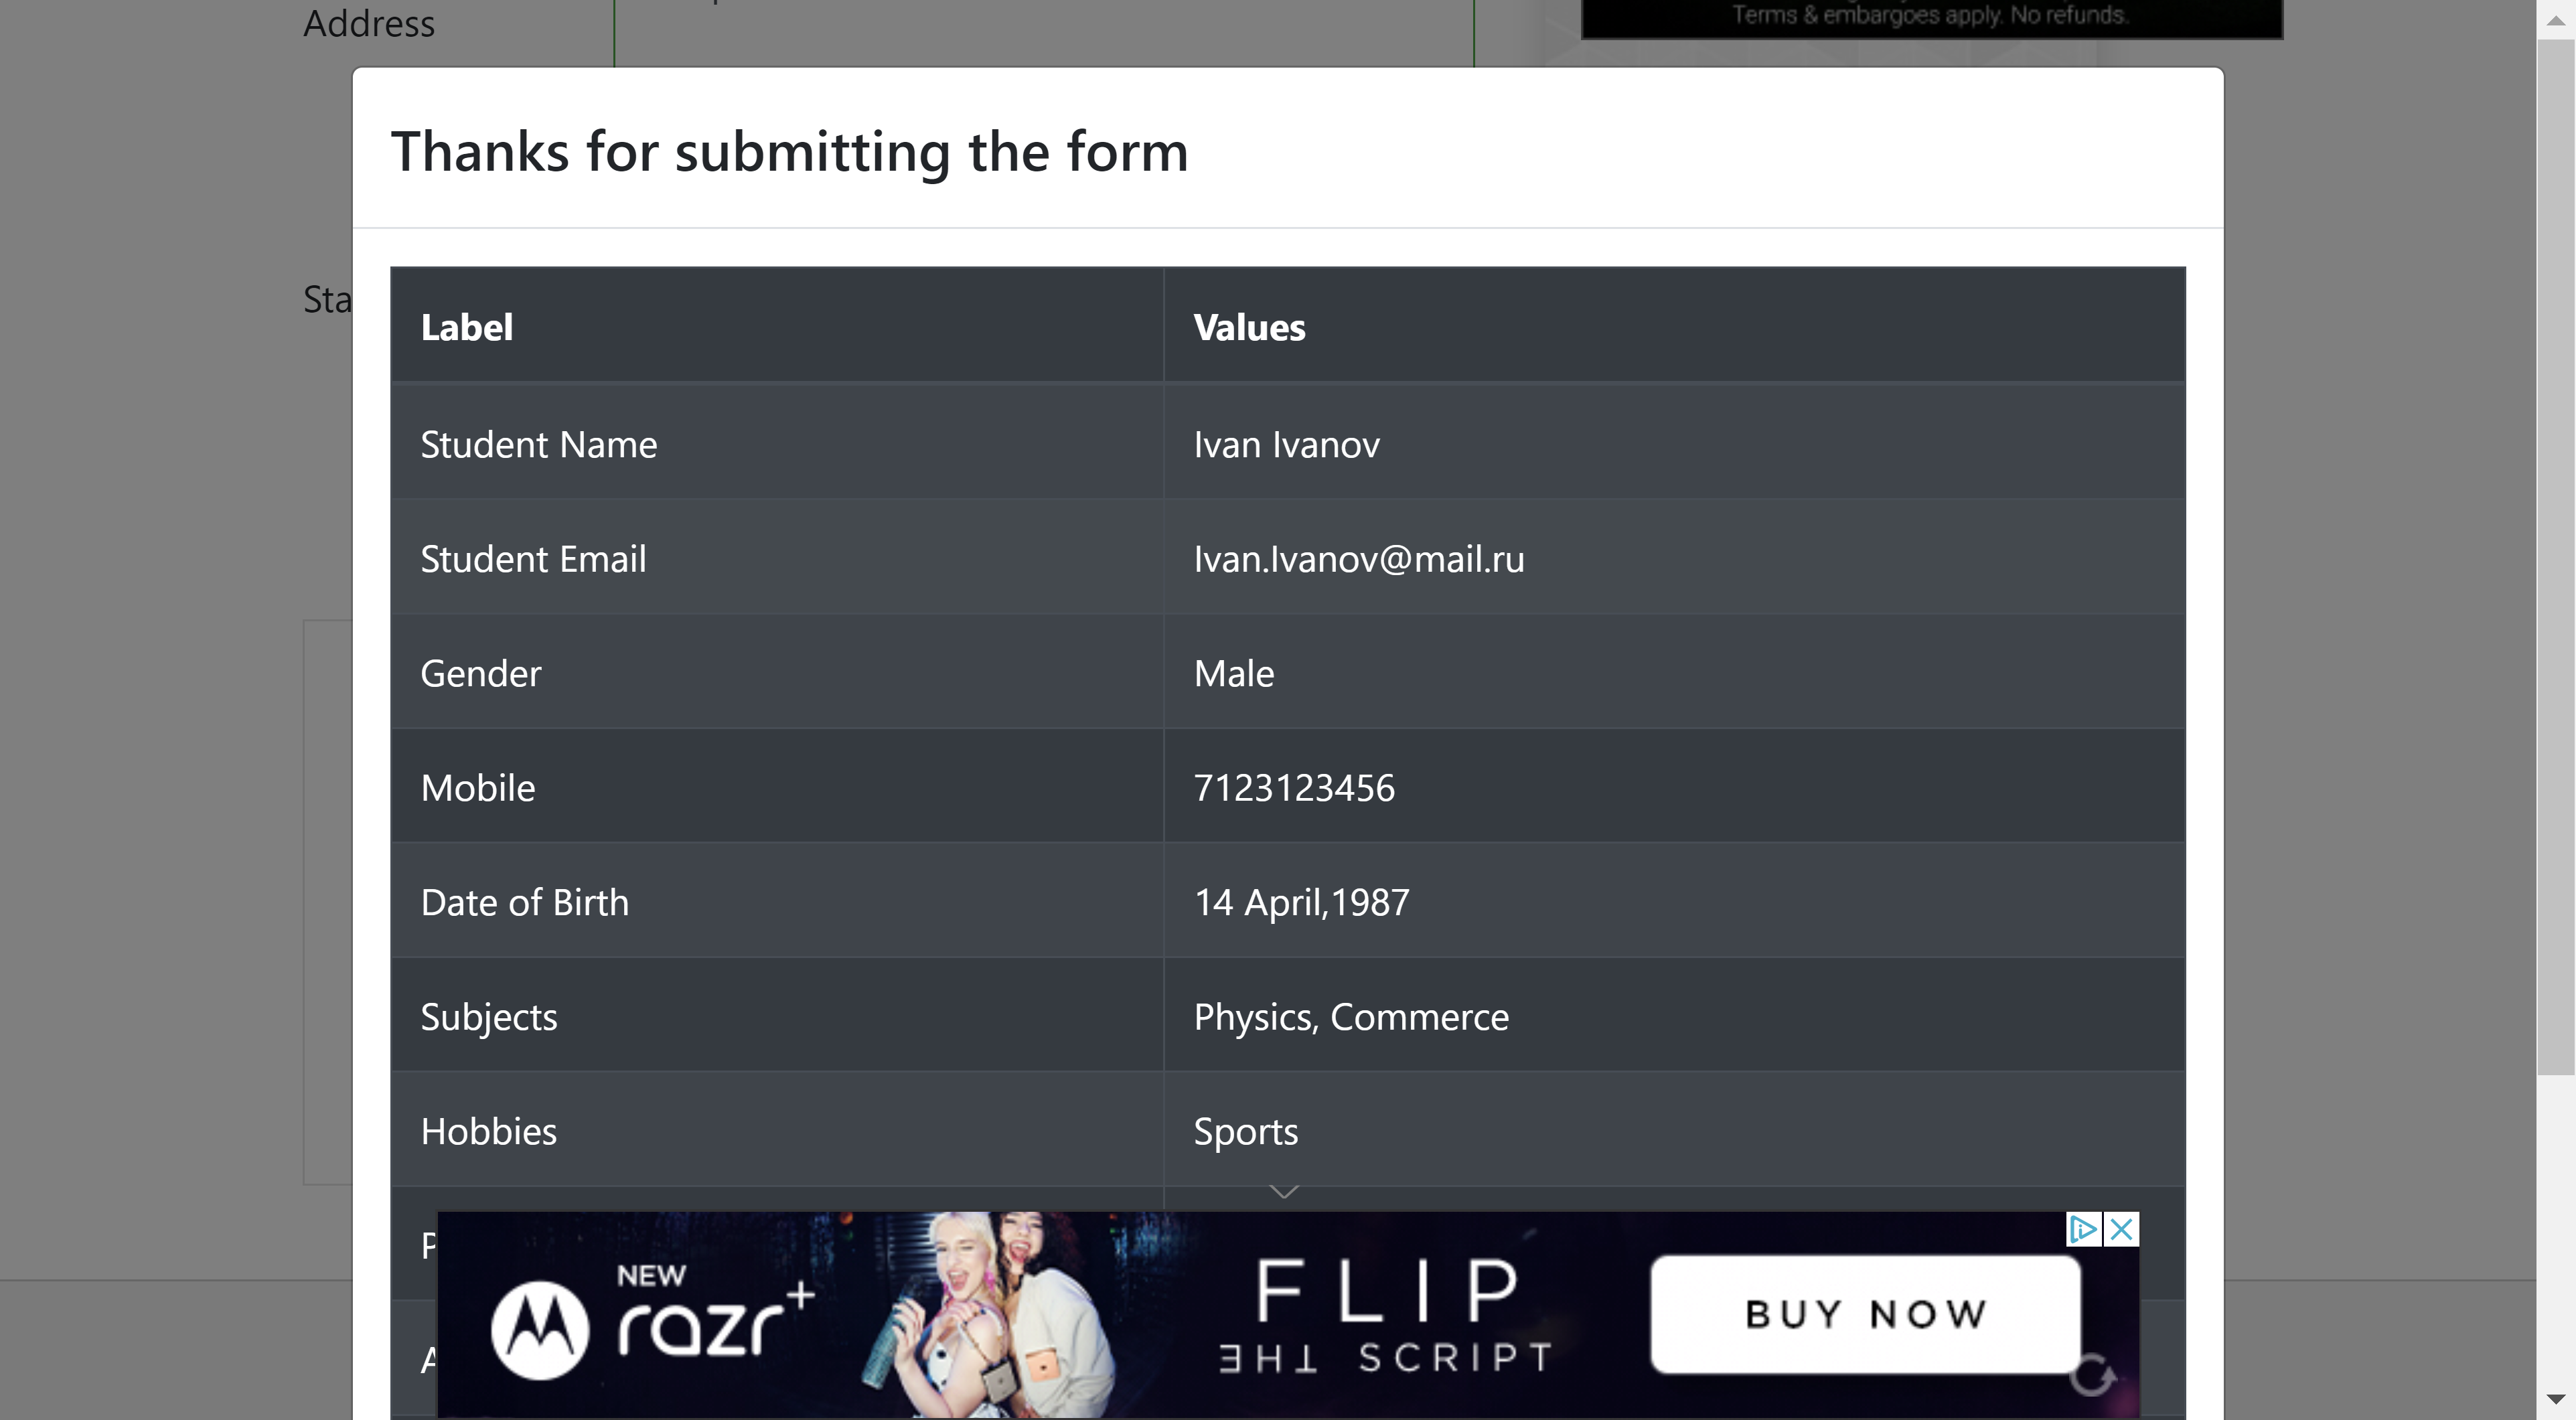 Address
Terms & embargoes apply. No refunds.
Thanks for submitting the form
Sta
Label Values
Student Name Ivan Ivanov
Student Email Ivan.Ivanov@mail.ru
Gender Male
Mobile 7123123456
Date of Birth 14 April,1987
Subjects Physics, Commerce
Hobbies Sports
P
A
NEW
razr+
FLIP
THE SCRIPT
BUY NOW